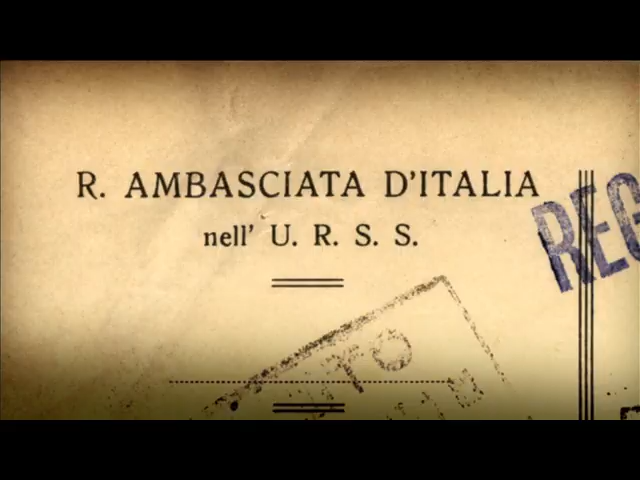 R. AMBASCIATA D'ITALIA
nell' U. R. S. S.